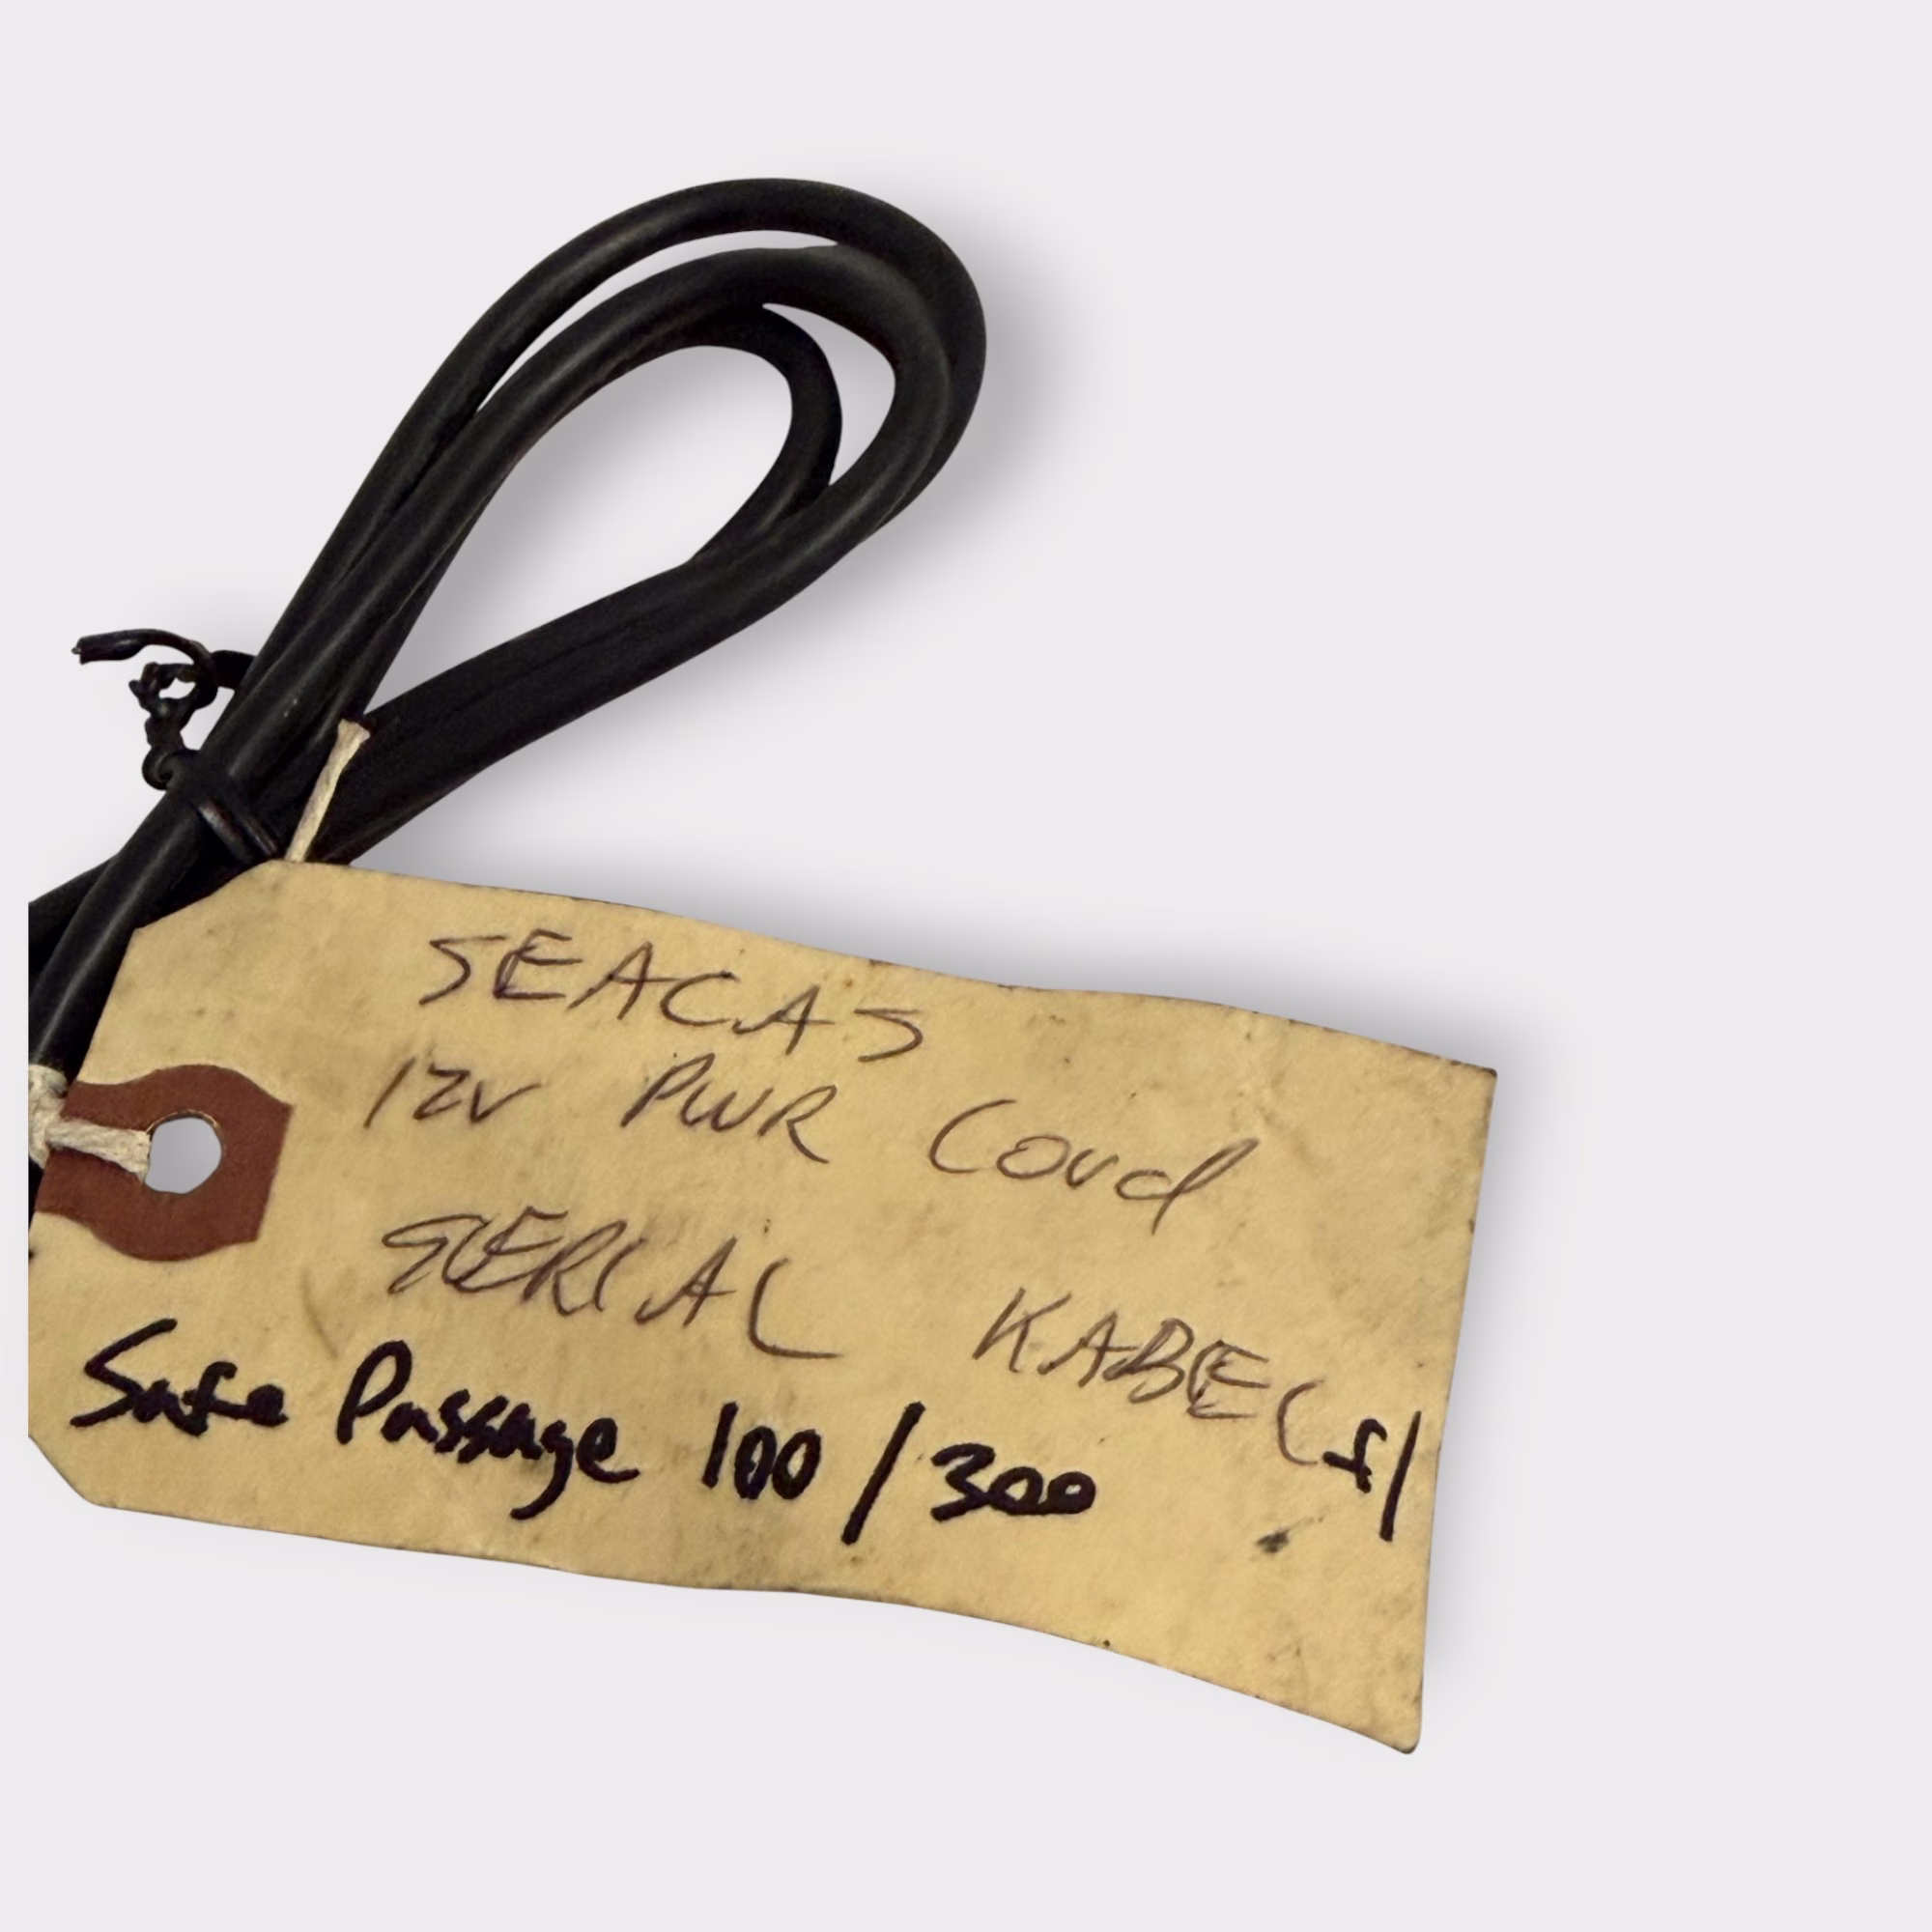 SEACAS
12V PWR Cord
SERIAL KABEL f/
Safe Passage 100/300